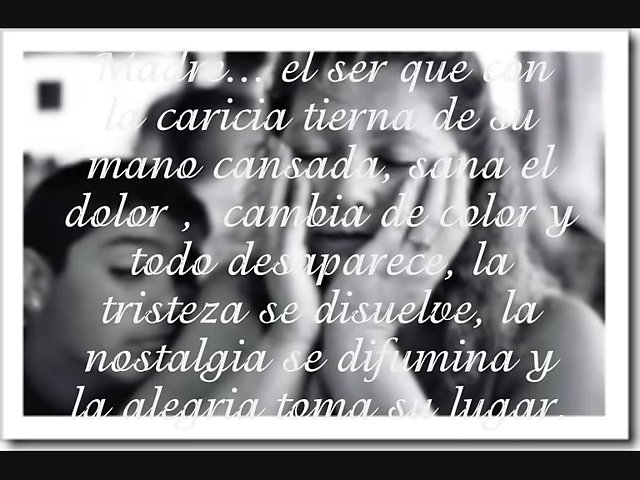 Madre... el ser que con
la caricia tierna de su
mano cansada, sana el
dolor , cambia de color y
todo desaparece, la
tristeza se disuelve, la
nostalgia se difumina y
la alegria toma su lugar.